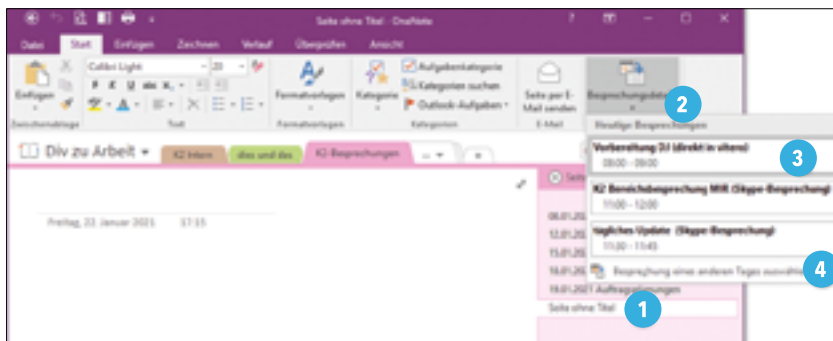 Seite ohne Titel - OneNote
Datei Start Einfügen Zeichnen Verlauf Überprüfen Ansicht
Calibri Light 20
Einfügen
Formatvorlagen
Kategorie
Aufgabenkategorie
Kategorien suchen
Outlook-Aufgaben
Seite per E-
Mail senden
Besprechungsdetails
2
Zwischenablage Text Formatvorlagen Kategorien E-Mail
Heutige Besprechungen
Vorbereitung DJ (direkt in vitero)
08:00 - 09:00
3
K2 Bereichsbesprechung MIR (Skype-Besprechung)
11:00 - 12:00
tägliches Update (Skype-Besprechung)
11:30 - 11:45
Besprechung eines anderen Tages auswählen
4
Div zu Arbeit K2 Intern dies und das K2-Besprechungen
Freitag, 22. Januar 2021 17:15
Seite
08.01.20
12.01.20
15.01.20
18.01.20
19.01.2021
Seite ohne Titel
1